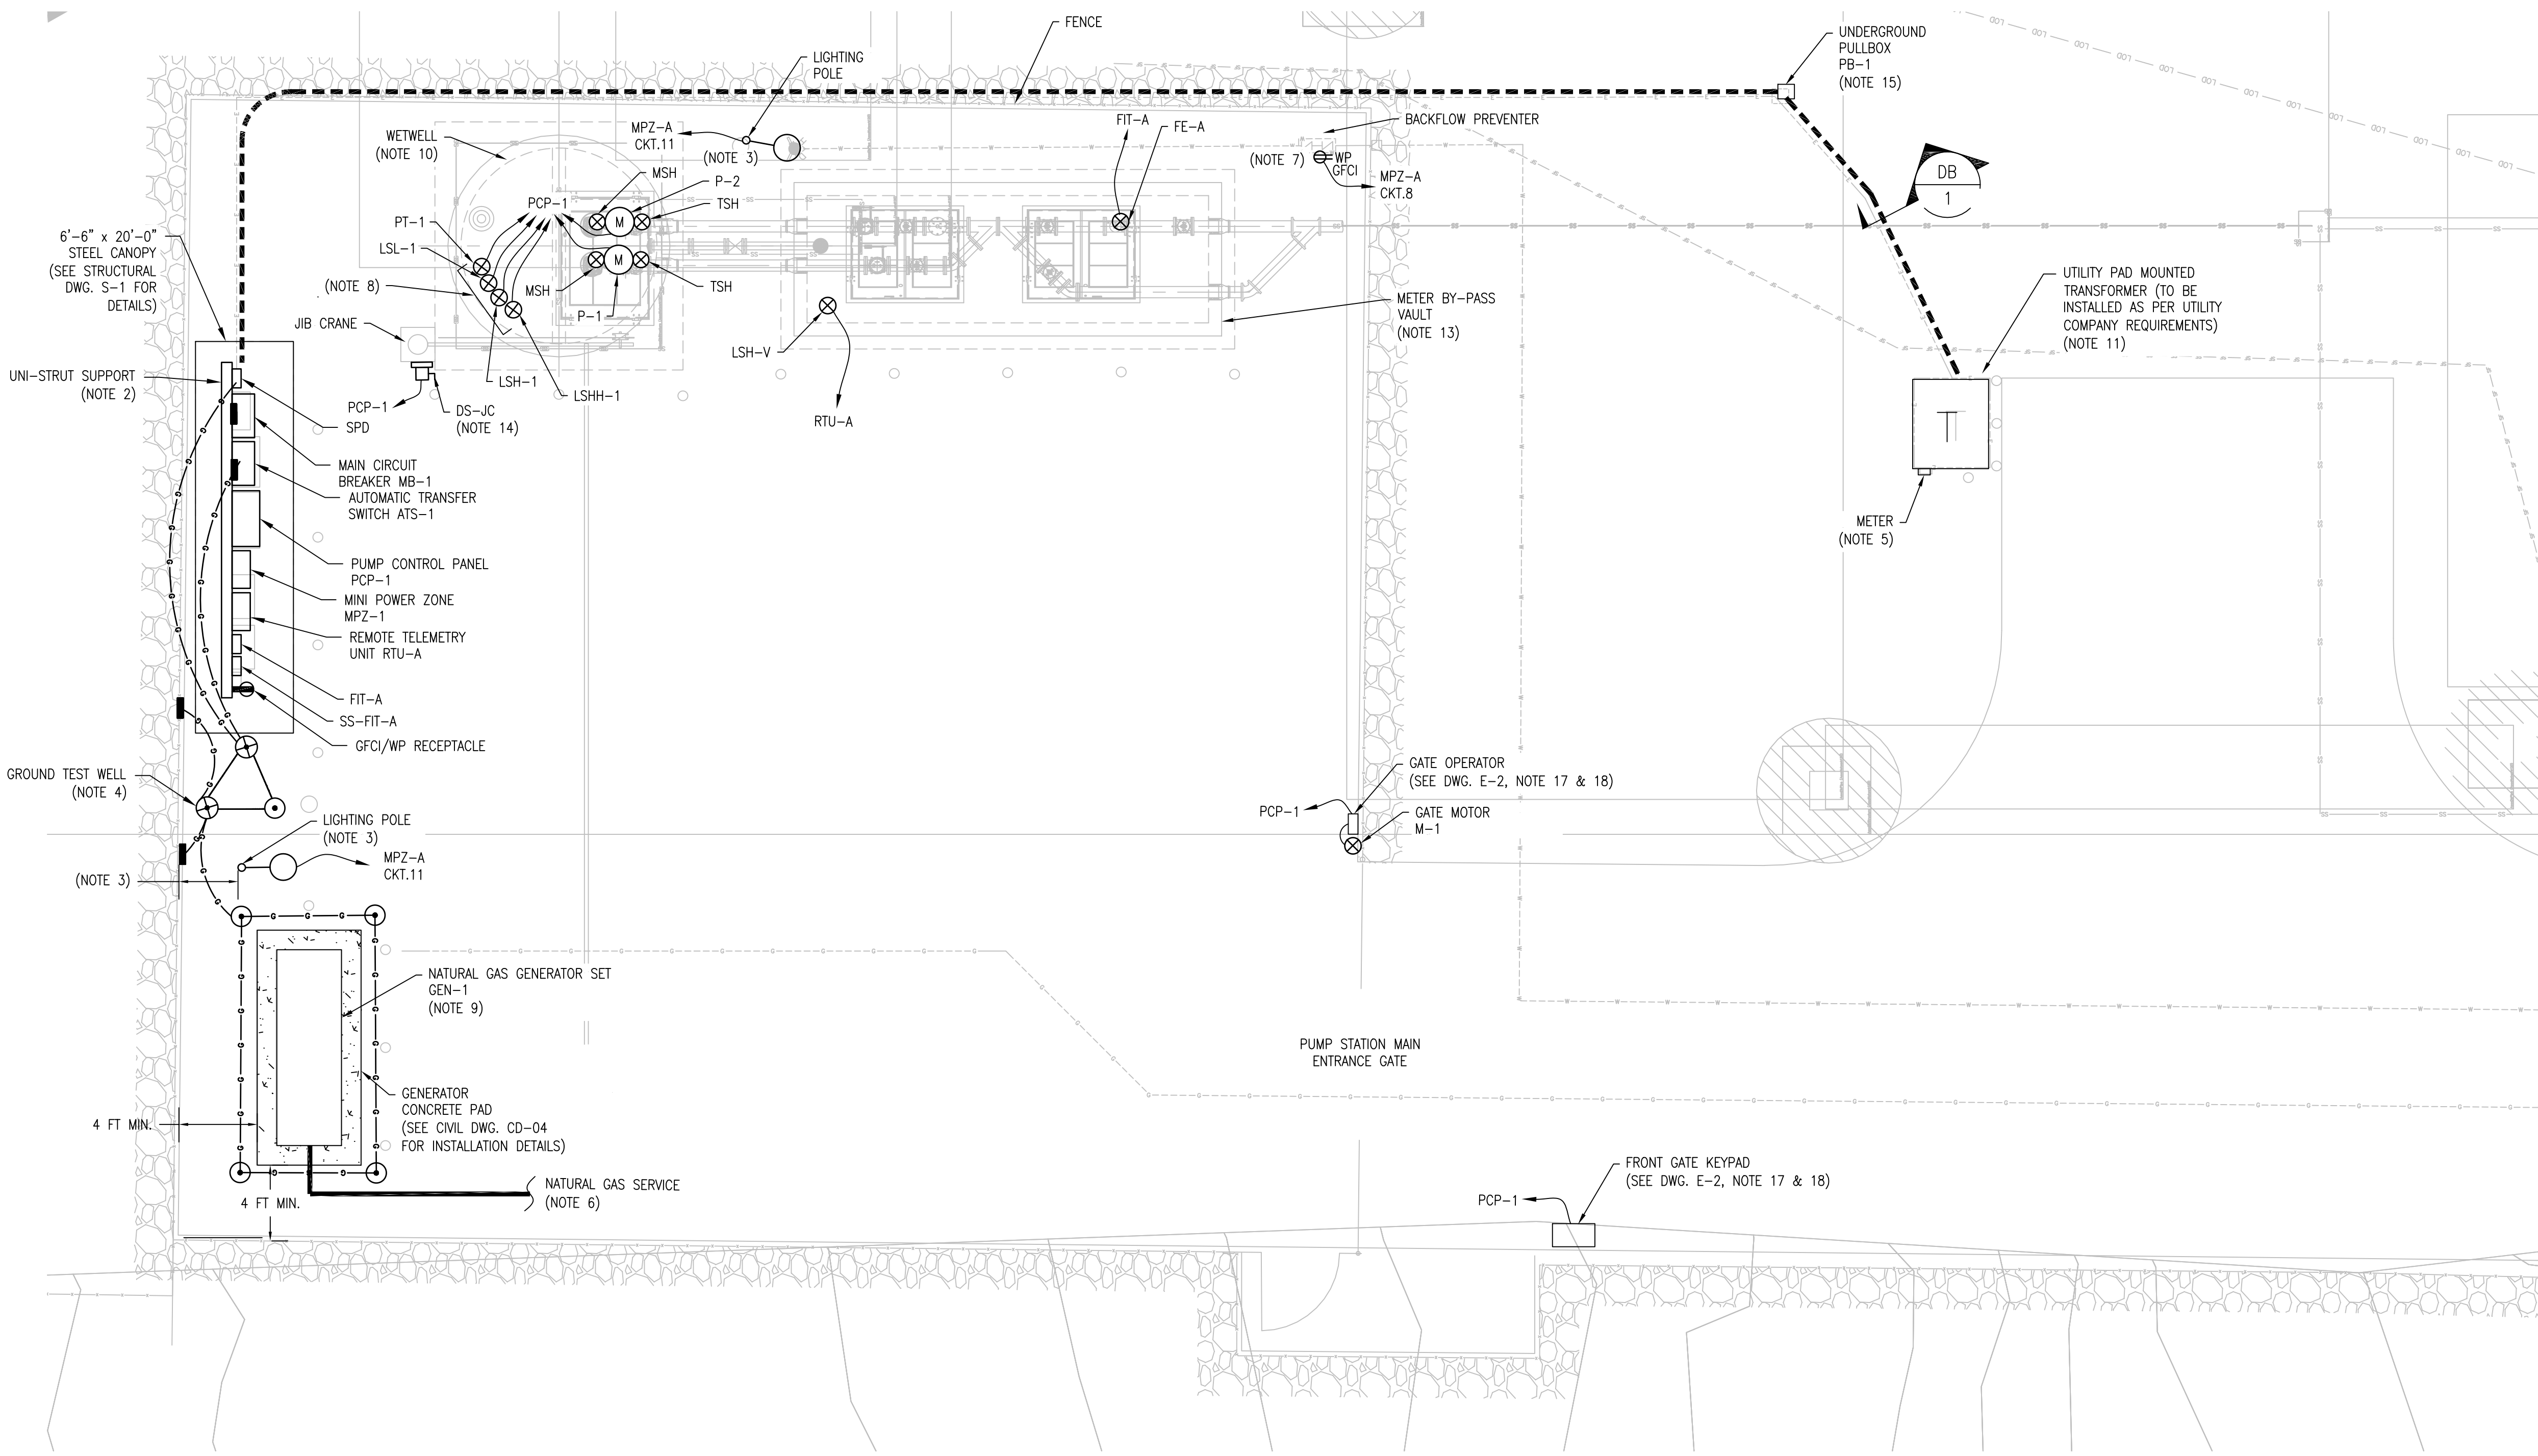 FENCE
LIGHTING
POLE
UNDERGROUND
PULLBOX
PB-1
(NOTE 15)
WETWELL
(NOTE 10)
MPZ-A
CKT.11
(NOTE 3)
FIT-A
FE-A
BACKFLOW PREVENTER
(NOTE 7)
WP
GFCI
MPZ-A
CKT.8
DB
1
MSH
P-2
TSH
PCP-1
PT-1
LSL-1
M
M
(NOTE 8)
MSH
TSH
P-1
6'-6" x 20'-0"
STEEL CANOPY
(SEE STRUCTURAL
DWG. S-1 FOR
DETAILS)
JIB CRANE
LSH-V
LSH-1
LSHH-1
RTU-A
METER BY-PASS
VAULT
(NOTE 13)
UTILITY PAD MOUNTED
TRANSFORMER (TO BE
INSTALLED AS PER UTILITY
COMPANY REQUIREMENTS)
(NOTE 11)
T
METER
(NOTE 5)
UNI-STRUT SUPPORT
(NOTE 2)
PCP-1
DS-JC
(NOTE 14)
SPD
MAIN CIRCUIT
BREAKER MB-1
AUTOMATIC TRANSFER
SWITCH ATS-1
PUMP CONTROL PANEL
PCP-1
MINI POWER ZONE
MPZ-1
REMOTE TELEMETRY
UNIT RTU-A
FIT-A
SS-FIT-A
GFCI/WP RECEPTACLE
GROUND TEST WELL
(NOTE 4)
LIGHTING POLE
(NOTE 3)
MPZ-A
CKT.11
(NOTE 3)
GATE OPERATOR
(SEE DWG. E-2, NOTE 17 & 18)
PCP-1
GATE MOTOR
M-1
NATURAL GAS GENERATOR SET
GEN-1
(NOTE 9)
GENERATOR
CONCRETE PAD
(SEE CIVIL DWG. CD-04
FOR INSTALLATION DETAILS)
4 FT MIN.
4 FT MIN.
NATURAL GAS SERVICE
(NOTE 6)
PUMP STATION MAIN
ENTRANCE GATE
FRONT GATE KEYPAD
(SEE DWG. E-2, NOTE 17 & 18)
PCP-1